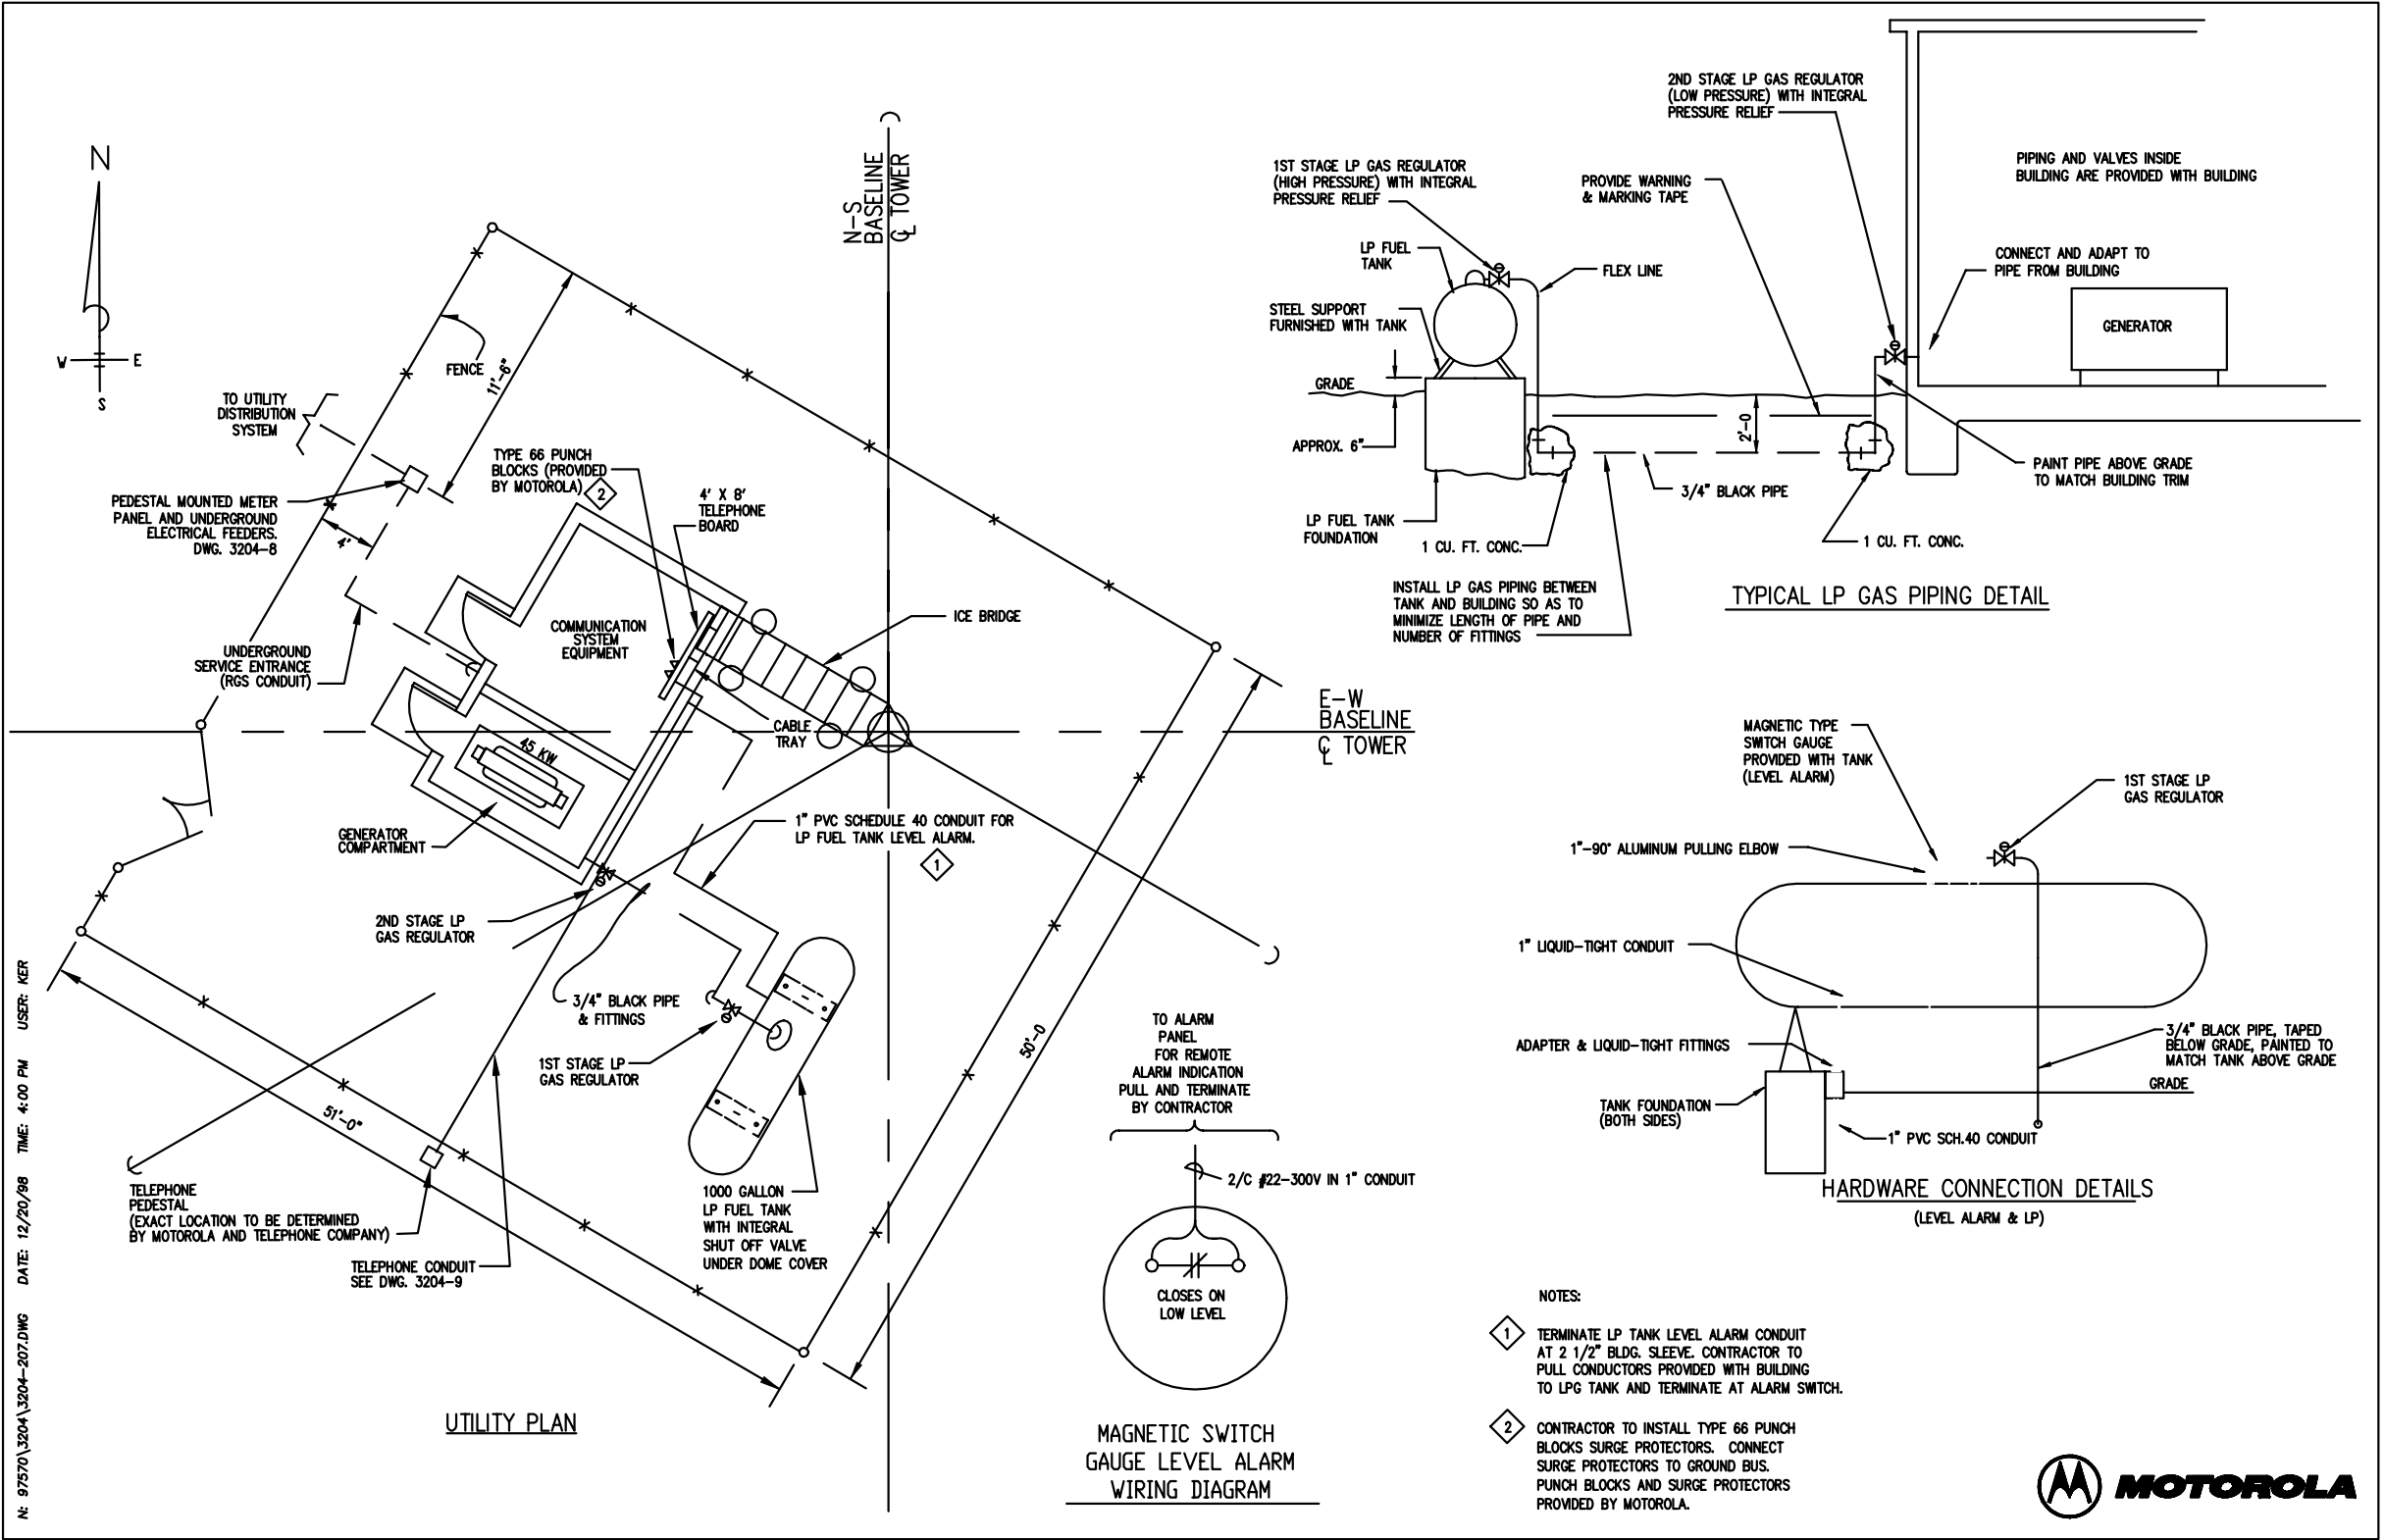 N
W
E
S
N-S
BASELINE
℄ TOWER
FENCE
11'-6"
TO UTILITY
DISTRIBUTION
SYSTEM
TYPE 66 PUNCH
BLOCKS (PROVIDED
BY MOTOROLA)
2
4' X 8'
TELEPHONE
BOARD
PEDESTAL MOUNTED METER
PANEL AND UNDERGROUND
ELECTRICAL FEEDERS.
DWG. 3204-8
4'
ICE BRIDGE
COMMUNICATION
SYSTEM
EQUIPMENT
UNDERGROUND
SERVICE ENTRANCE
(RGS CONDUIT)
E-W
BASELINE
℄ TOWER
CABLE
TRAY
45 KW
GENERATOR
COMPARTMENT
1" PVC SCHEDULE 40 CONDUIT FOR
LP FUEL TANK LEVEL ALARM.
1
2ND STAGE LP
GAS REGULATOR
3/4" BLACK PIPE
& FITTINGS
1ST STAGE LP
GAS REGULATOR
50'-0
51'-0"
TELEPHONE
PEDESTAL
(EXACT LOCATION TO BE DETERMINED
BY MOTOROLA AND TELEPHONE COMPANY)
TELEPHONE CONDUIT
SEE DWG. 3204-9
1000 GALLON
LP FUEL TANK
WITH INTEGRAL
SHUT OFF VALVE
UNDER DOME COVER
UTILITY PLAN
N: 97570\3204\3204-207.DWG DATE: 12/20/98 TIME: 4:00 PM USER: KER
2ND STAGE LP GAS REGULATOR
(LOW PRESSURE) WITH INTEGRAL
PRESSURE RELIEF
1ST STAGE LP GAS REGULATOR
(HIGH PRESSURE) WITH INTEGRAL
PRESSURE RELIEF
PROVIDE WARNING
& MARKING TAPE
PIPING AND VALVES INSIDE
BUILDING ARE PROVIDED WITH BUILDING
LP FUEL
TANK
FLEX LINE
CONNECT AND ADAPT TO
PIPE FROM BUILDING
STEEL SUPPORT
FURNISHED WITH TANK
GENERATOR
GRADE
APPROX. 6"
2'-0
PAINT PIPE ABOVE GRADE
TO MATCH BUILDING TRIM
3/4" BLACK PIPE
LP FUEL TANK
FOUNDATION
1 CU. FT. CONC.
1 CU. FT. CONC.
INSTALL LP GAS PIPING BETWEEN
TANK AND BUILDING SO AS TO
MINIMIZE LENGTH OF PIPE AND
NUMBER OF FITTINGS
TYPICAL LP GAS PIPING DETAIL
MAGNETIC TYPE
SWITCH GAUGE
PROVIDED WITH TANK
(LEVEL ALARM)
1ST STAGE LP
GAS REGULATOR
1"-90° ALUMINUM PULLING ELBOW
1" LIQUID-TIGHT CONDUIT
ADAPTER & LIQUID-TIGHT FITTINGS
3/4" BLACK PIPE, TAPED
BELOW GRADE, PAINTED TO
MATCH TANK ABOVE GRADE
GRADE
TANK FOUNDATION
(BOTH SIDES)
1" PVC SCH.40 CONDUIT
HARDWARE CONNECTION DETAILS
(LEVEL ALARM & LP)
TO ALARM
PANEL
FOR REMOTE
ALARM INDICATION
PULL AND TERMINATE
BY CONTRACTOR
2/C #22-300V IN 1" CONDUIT
CLOSES ON
LOW LEVEL
MAGNETIC SWITCH
GAUGE LEVEL ALARM
WIRING DIAGRAM
NOTES:
1 TERMINATE LP TANK LEVEL ALARM CONDUIT
AT 2 1/2" BLDG. SLEEVE. CONTRACTOR TO
PULL CONDUCTORS PROVIDED WITH BUILDING
TO LPG TANK AND TERMINATE AT ALARM SWITCH.
2 CONTRACTOR TO INSTALL TYPE 66 PUNCH
BLOCKS SURGE PROTECTORS. CONNECT
SURGE PROTECTORS TO GROUND BUS.
PUNCH BLOCKS AND SURGE PROTECTORS
PROVIDED BY MOTOROLA.
MOTOROLA